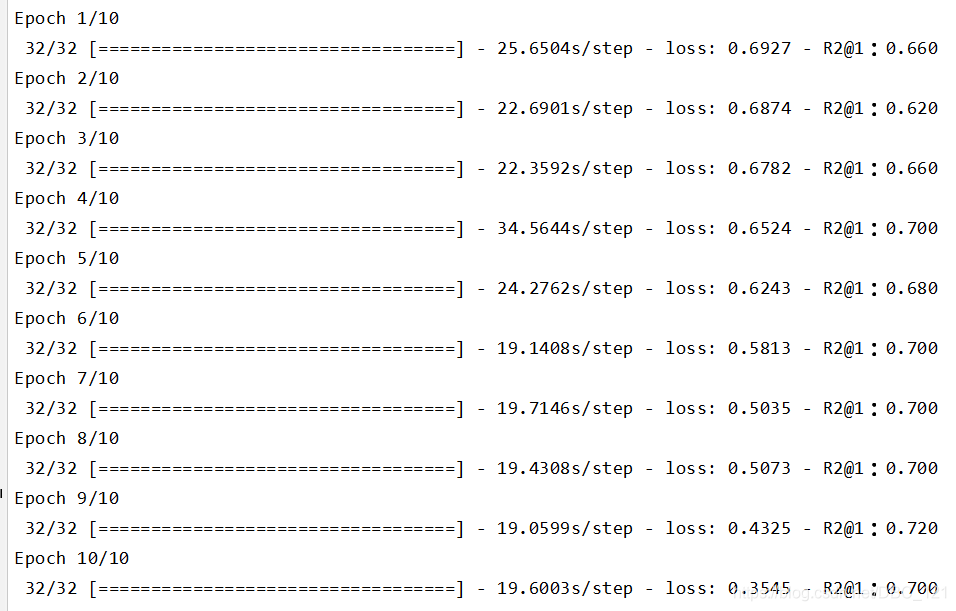 Epoch 1/10
32/32 [==================================] - 25.6504s/step - loss: 0.6927 - R2@1：0.660
Epoch 2/10
32/32 [==================================] - 22.6901s/step - loss: 0.6874 - R2@1：0.620
Epoch 3/10
32/32 [==================================] - 22.3592s/step - loss: 0.6782 - R2@1：0.660
Epoch 4/10
32/32 [==================================] - 34.5644s/step - loss: 0.6524 - R2@1：0.700
Epoch 5/10
32/32 [==================================] - 24.2762s/step - loss: 0.6243 - R2@1：0.680
Epoch 6/10
32/32 [==================================] - 19.1408s/step - loss: 0.5813 - R2@1：0.700
Epoch 7/10
32/32 [==================================] - 19.7146s/step - loss: 0.5035 - R2@1：0.700
Epoch 8/10
32/32 [==================================] - 19.4308s/step - loss: 0.5073 - R2@1：0.700
Epoch 9/10
32/32 [==================================] - 19.0599s/step - loss: 0.4325 - R2@1：0.720
Epoch 10/10
32/32 [==================================] - 19.6003s/step - loss: 0.3545 - R2@1：0.700